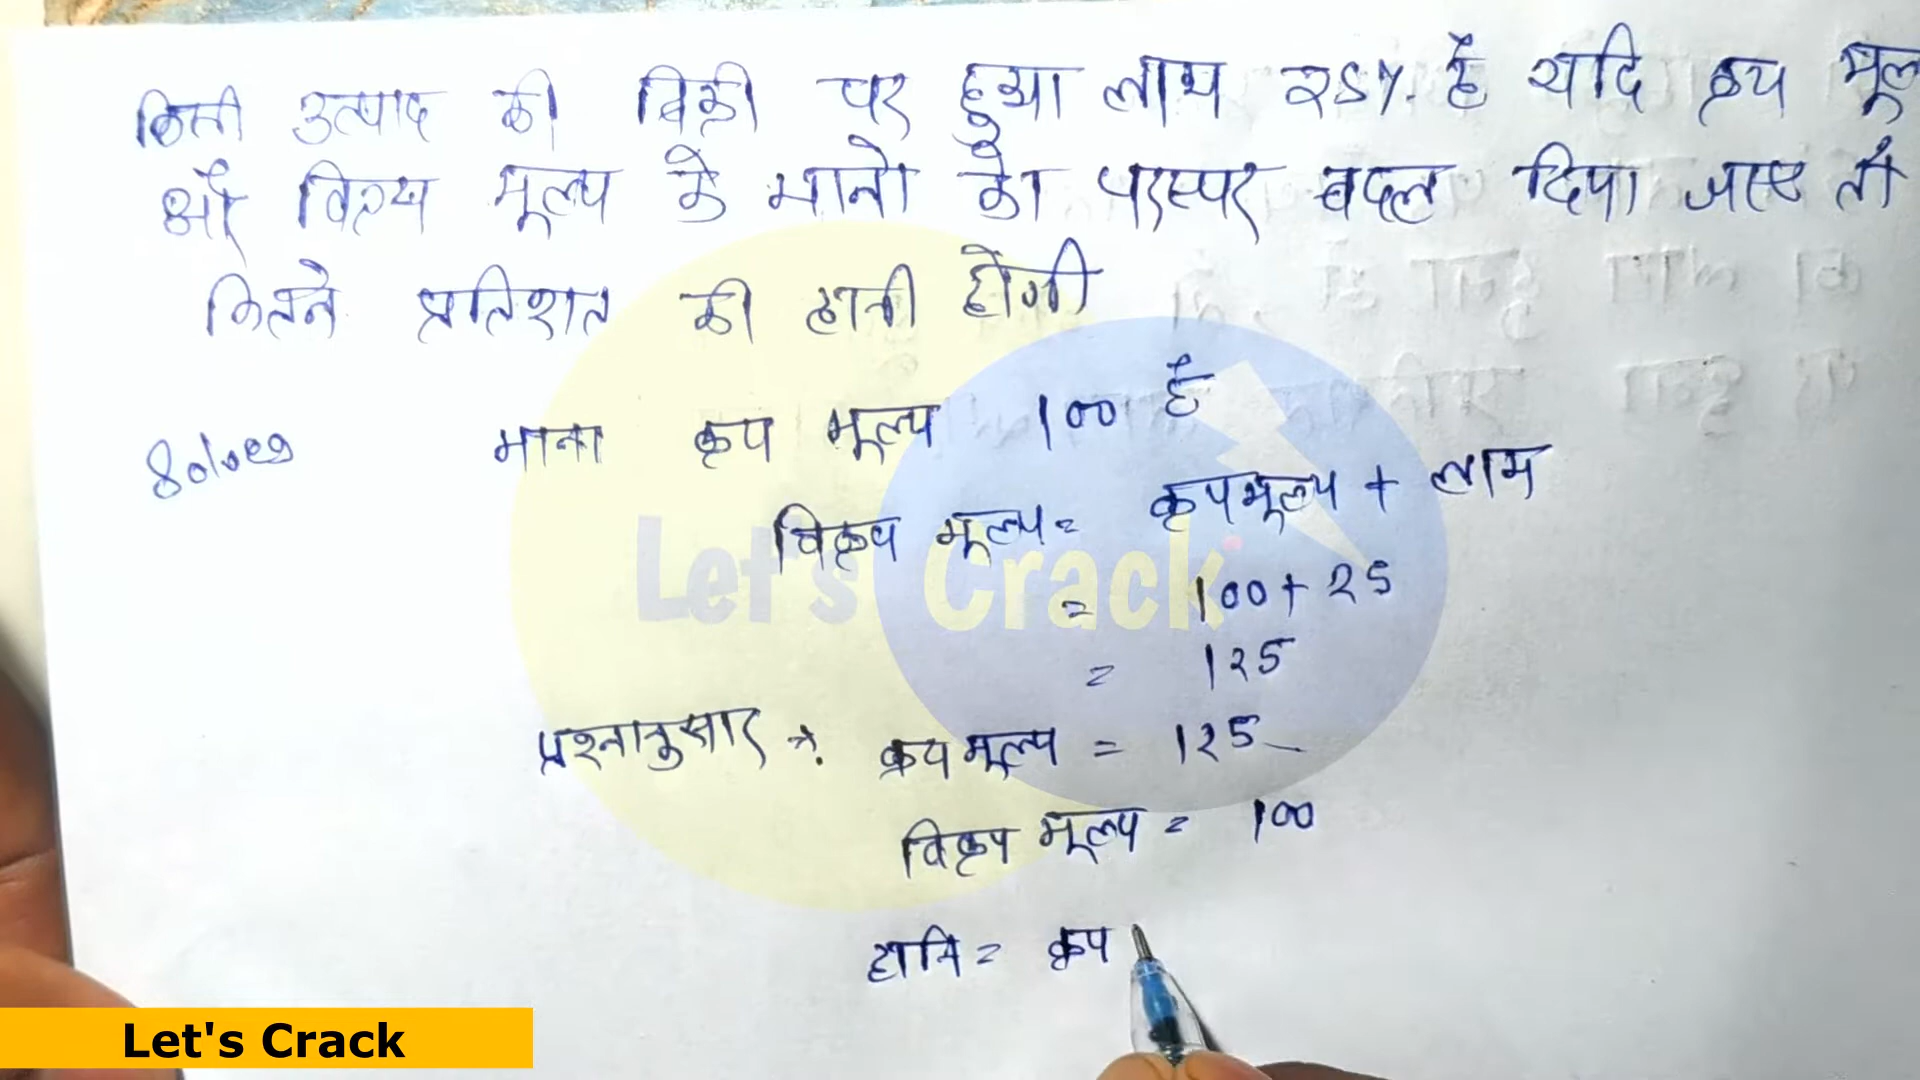 किसी उत्पाद की बिक्री पर हुआ लाभ 25%. है यदि क्रय मूल्य
और विक्रय मूल्य के मानो को परस्पर बदल दिया जाए तो
कितने प्रतिशत की हानी होगी
Solve
माना क्रय मूल्य 100 है
विक्रय मूल्य = क्रयमूल्य + लाभ
= 100 + 25
= 125
प्रश्नानुसार क्रय मूल्य = 125
विक्रय मूल्य = 100
हानि = क्रय
Let's Crack
Let's Crack